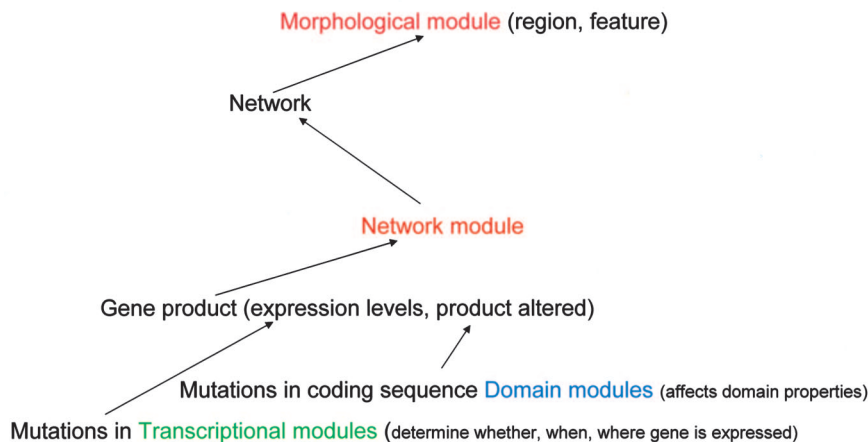 Morphological module (region, feature)
Network
Network module
Gene product (expression levels, product altered)
Mutations in coding sequence Domain modules (affects domain properties)
Mutations in Transcriptional modules (determine whether, when, where gene is expressed)